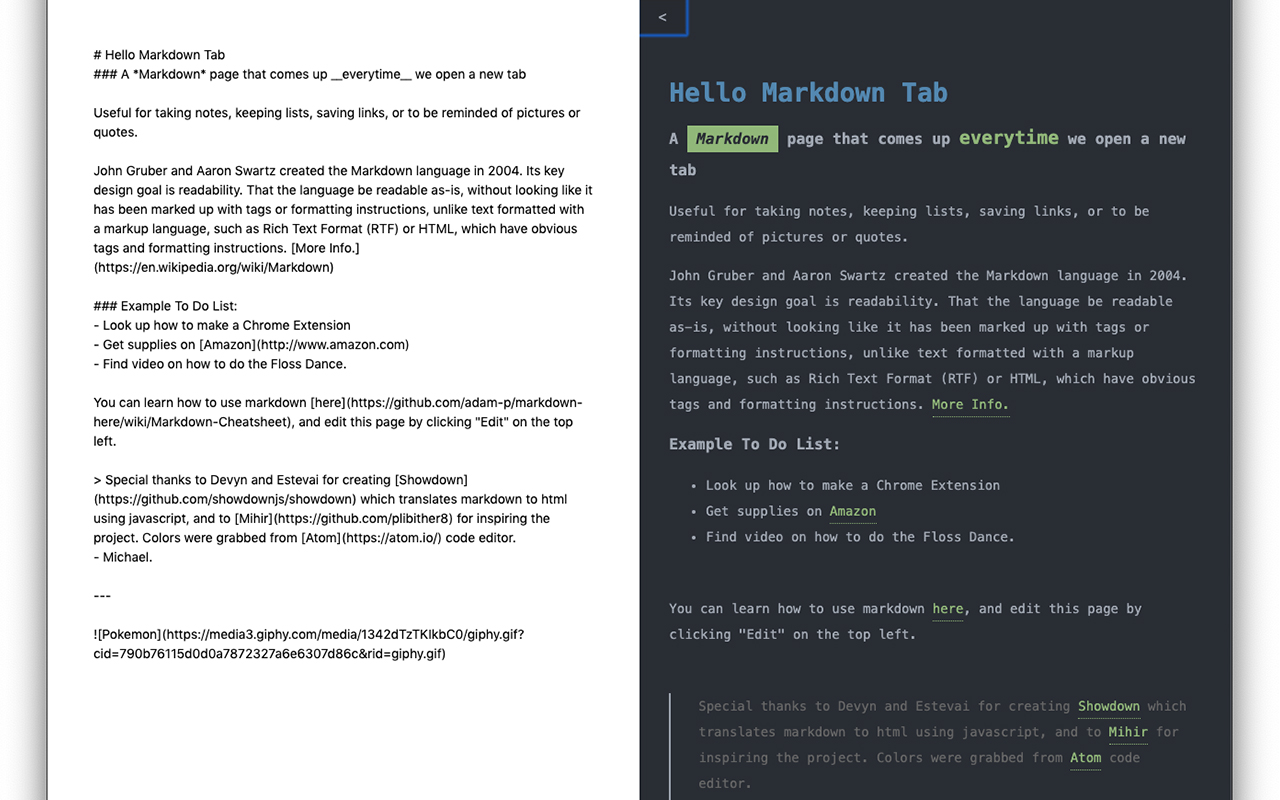 # Hello Markdown Tab
### A *Markdown* page that comes up __everytime__ we open a new tab
Useful for taking notes, keeping lists, saving links, or to be reminded of pictures or
quotes.
John Gruber and Aaron Swartz created the Markdown language in 2004. Its key
design goal is readability. That the language be readable as-is, without looking like it
has been marked up with tags or formatting instructions, unlike text formatted with
a markup language, such as Rich Text Format (RTF) or HTML, which have obvious
tags and formatting instructions. [More Info.]
(https://en.wikipedia.org/wiki/Markdown)
### Example To Do List:
- Look up how to make a Chrome Extension
- Get supplies on [Amazon](http://www.amazon.com)
- Find video on how to do the Floss Dance.
You can learn how to use markdown [here](https://github.com/adam-p/markdown-
here/wiki/Markdown-Cheatsheet), and edit this page by clicking "Edit" on the top
left.
> Special thanks to Devyn and Estevai for creating [Showdown]
(https://github.com/showdownjs/showdown) which translates markdown to html
using javascript, and to [Mihir](https://github.com/plibither8) for inspiring the
project. Colors were grabbed from [Atom](https://atom.io/) code editor.
- Michael.
---
![Pokemon](https://media3.giphy.com/media/1342dTzTKIkbC0/giphy.gif?
cid=790b76115d0d0a7872327a6e6307d86c&rid=giphy.gif)
<
Hello Markdown Tab
A Markdown page that comes up everytime we open a new
tab
Useful for taking notes, keeping lists, saving links, or to be
reminded of pictures or quotes.
John Gruber and Aaron Swartz created the Markdown language in 2004.
Its key design goal is readability. That the language be readable
as-is, without looking like it has been marked up with tags or
formatting instructions, unlike text formatted with a markup
language, such as Rich Text Format (RTF) or HTML, which have obvious
tags and formatting instructions. More Info.
Example To Do List:
• Look up how to make a Chrome Extension
• Get supplies on Amazon
• Find video on how to do the Floss Dance.
You can learn how to use markdown here, and edit this page by
clicking "Edit" on the top left.
Special thanks to Devyn and Estevai for creating Showdown which
translates markdown to html using javascript, and to Mihir for
inspiring the project. Colors were grabbed from Atom code
editor.